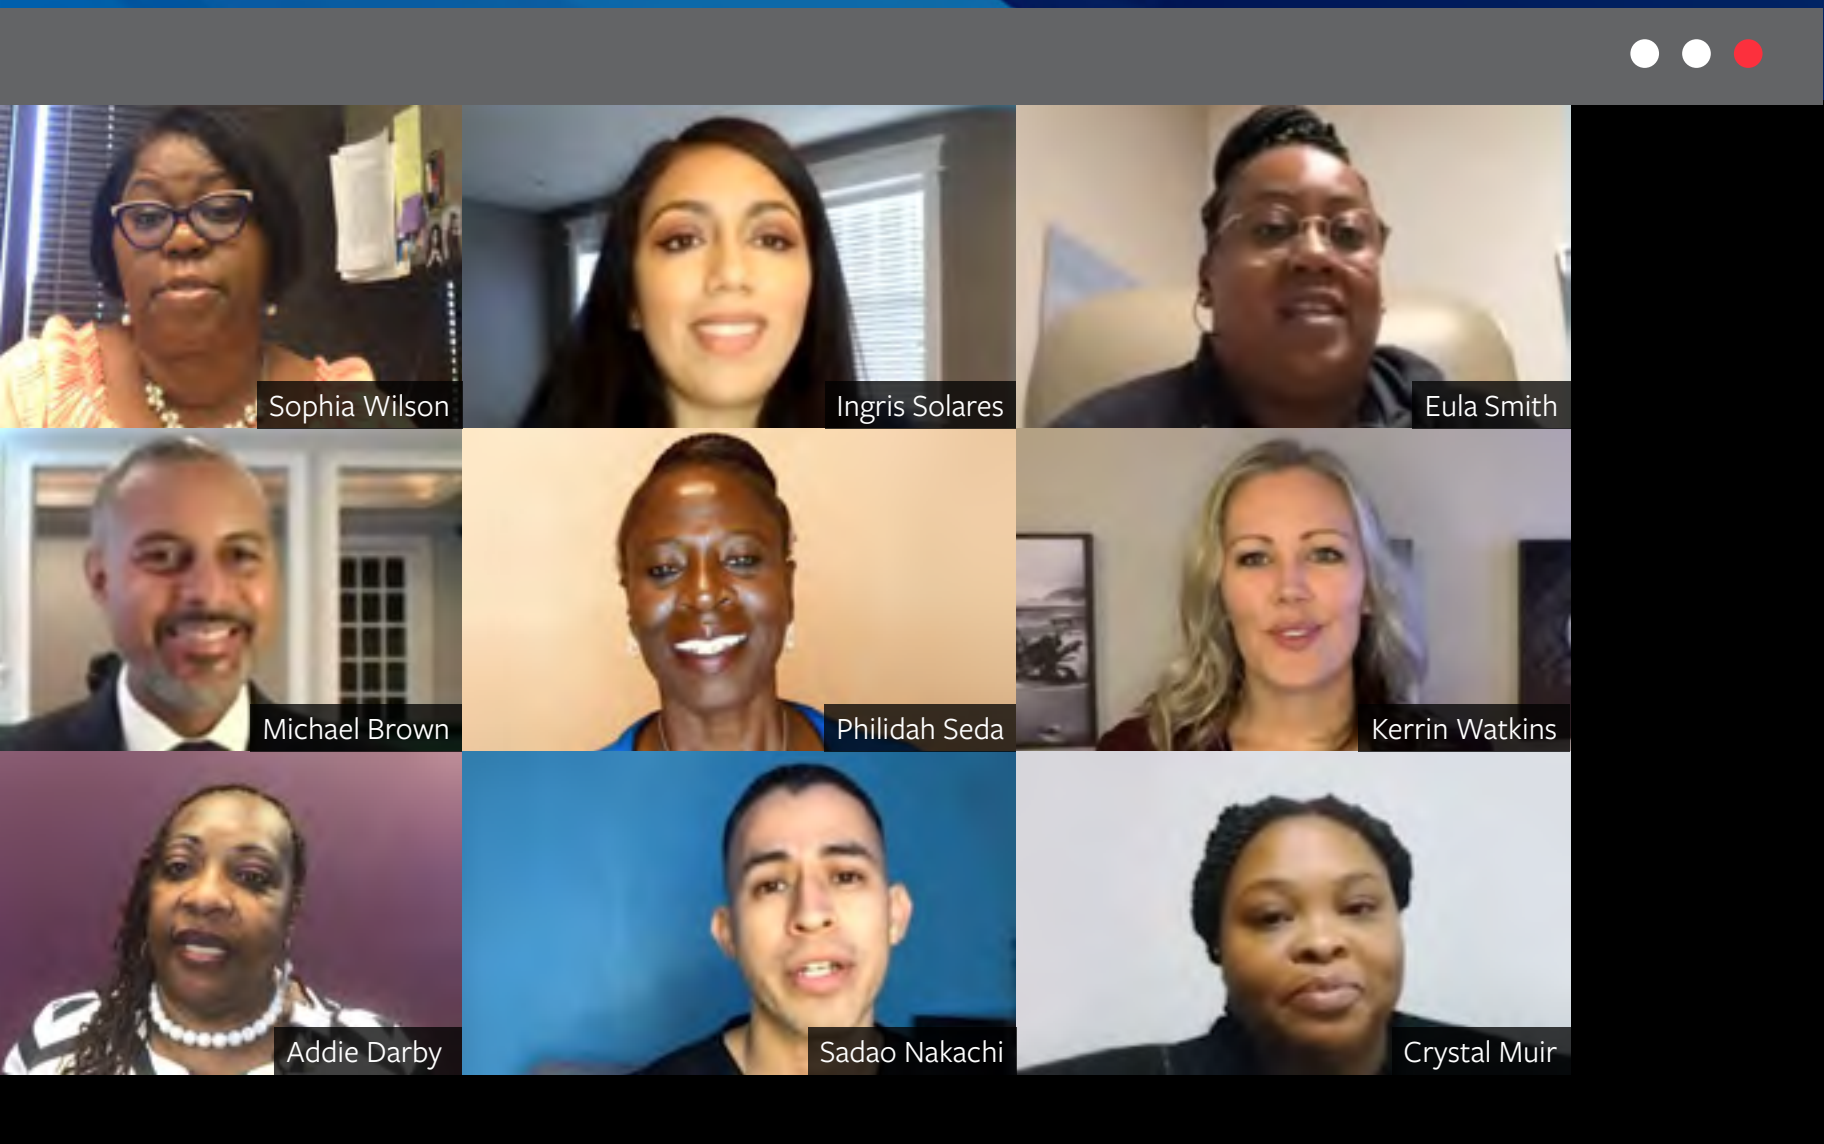 Sophia Wilson
Ingris Solares
Eula Smith
Michael Brown
Philidah Seda
Kerrin Watkins
Addie Darby
Sadao Nakachi
Crystal Muir